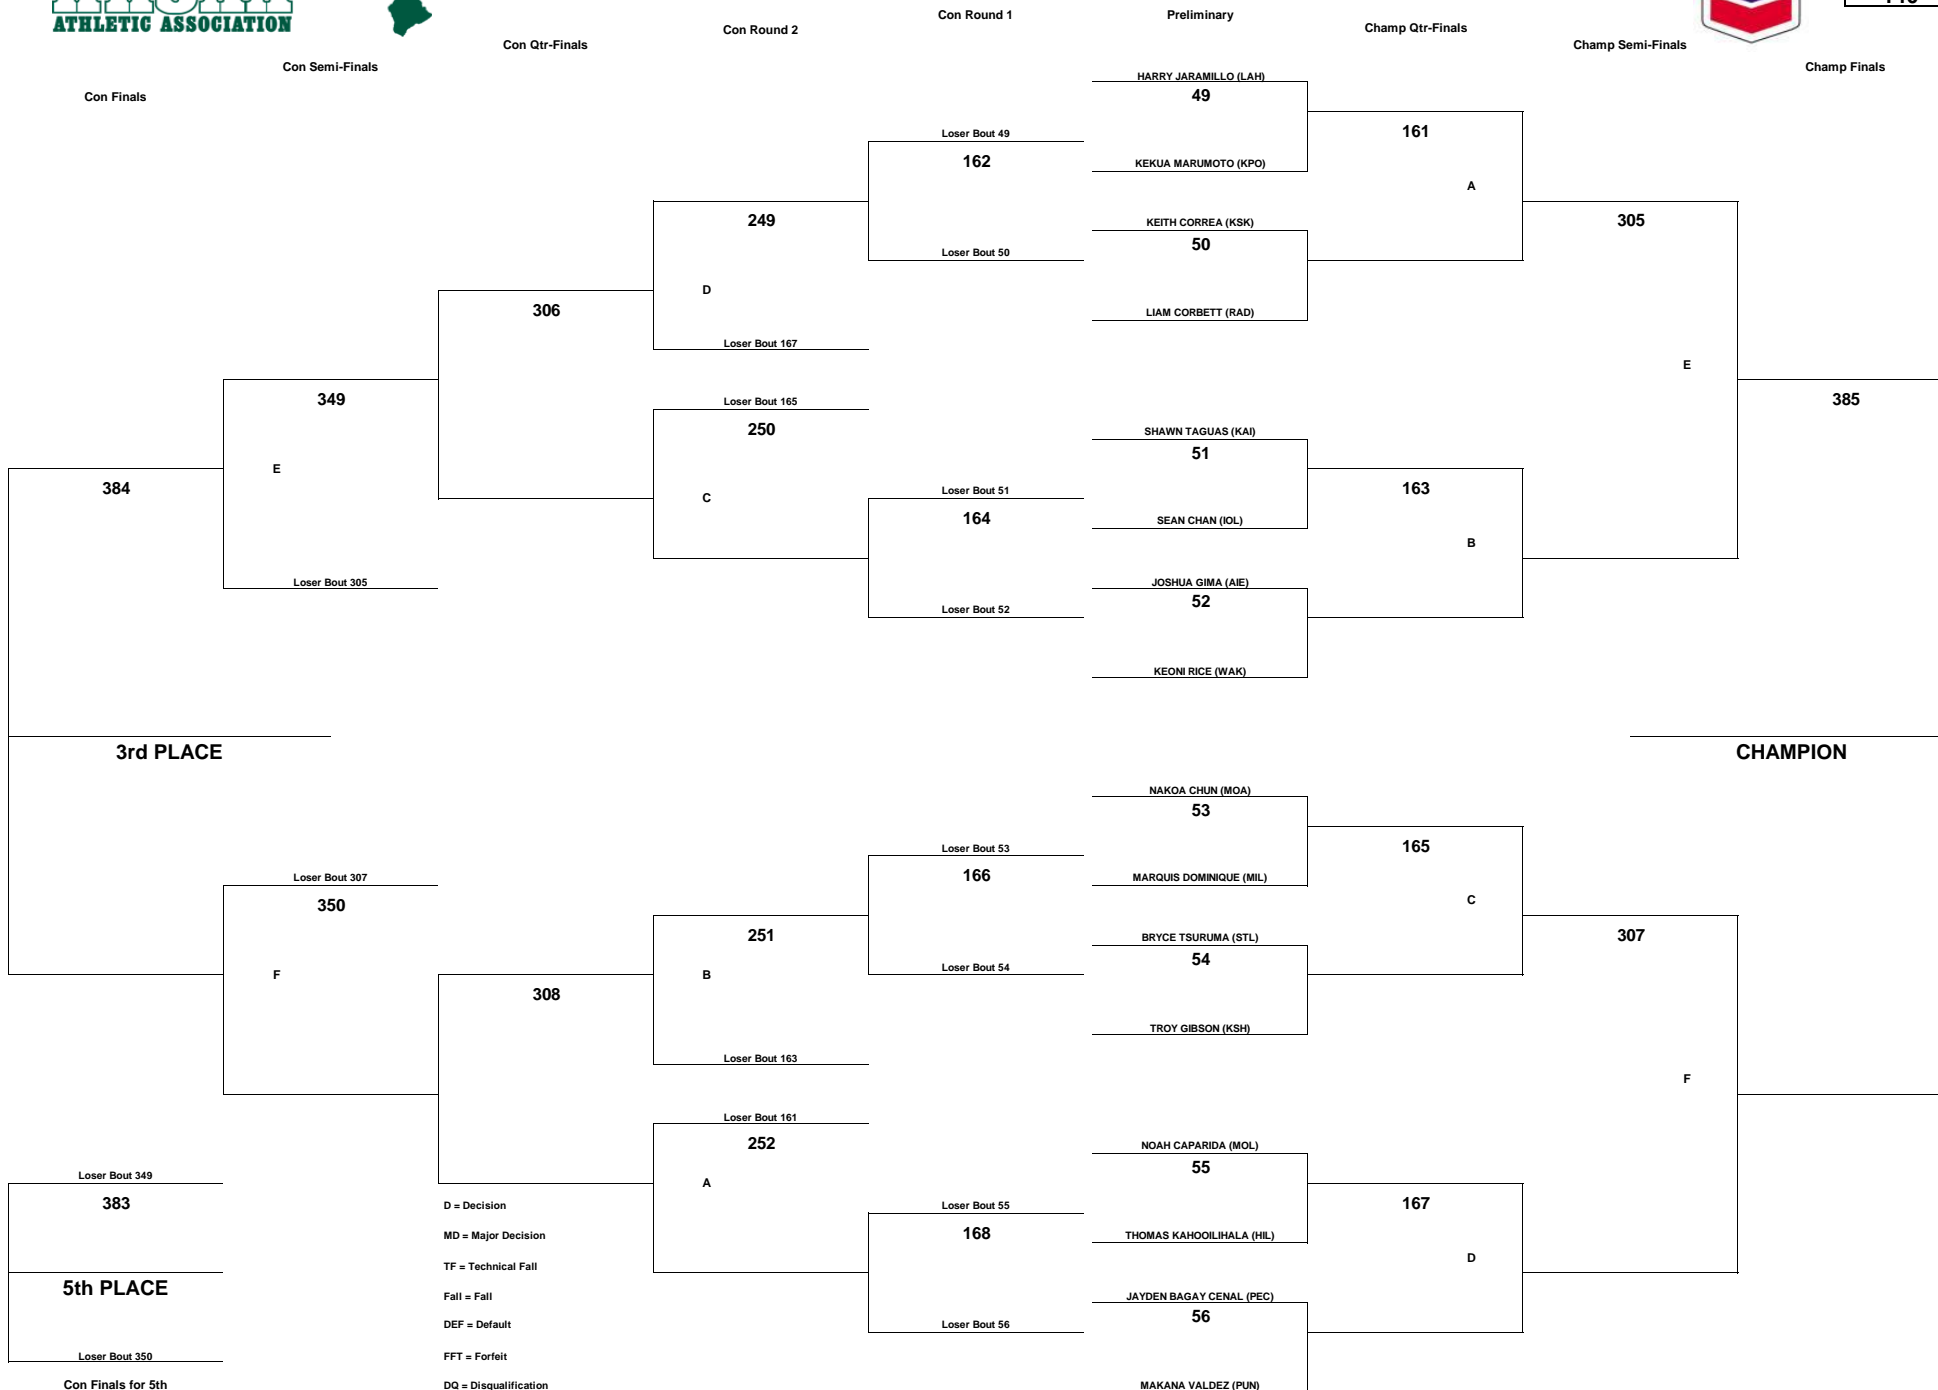 ATHLETIC ASSOCIATION
Con Round 1
Preliminary
Con Round 2
Champ Qtr-Finals
Con Qtr-Finals
Champ Semi-Finals
Con Semi-Finals
Champ Finals
Con Finals
HARRY JARAMILLO (LAH)
49
161
Loser Bout 49
162
KEKUA MARUMOTO (KPO)
A
249
KEITH CORREA (KSK)
305
50
Loser Bout 50
D
306
LIAM CORBETT (RAD)
Loser Bout 167
E
349
Loser Bout 165
385
250
SHAWN TAGUAS (KAI)
51
E
384
Loser Bout 51
163
C
164
SEAN CHAN (IOL)
B
Loser Bout 305
JOSHUA GIMA (AIE)
52
Loser Bout 52
KEONI RICE (WAK)
3rd PLACE
CHAMPION
NAKOA CHUN (MOA)
53
Loser Bout 53
165
Loser Bout 307
166
MARQUIS DOMINIQUE (MIL)
350
C
251
BRYCE TSURUMA (STL)
307
54
Loser Bout 54
F
B
308
TROY GIBSON (KSH)
Loser Bout 163
F
Loser Bout 161
252
NOAH CAPARIDA (MOL)
55
Loser Bout 349
A
383
D = Decision
Loser Bout 55
167
168
MD = Major Decision
THOMAS KAHOOILIHALA (HIL)
D
TF = Technical Fall
5th PLACE
Fall = Fall
JAYDEN BAGAY CENAL (PEC)
56
DEF = Default
Loser Bout 56
Loser Bout 350
FFT = Forfeit
Con Finals for 5th
DQ = Disqualification
MAKANA VALDEZ (PUN)